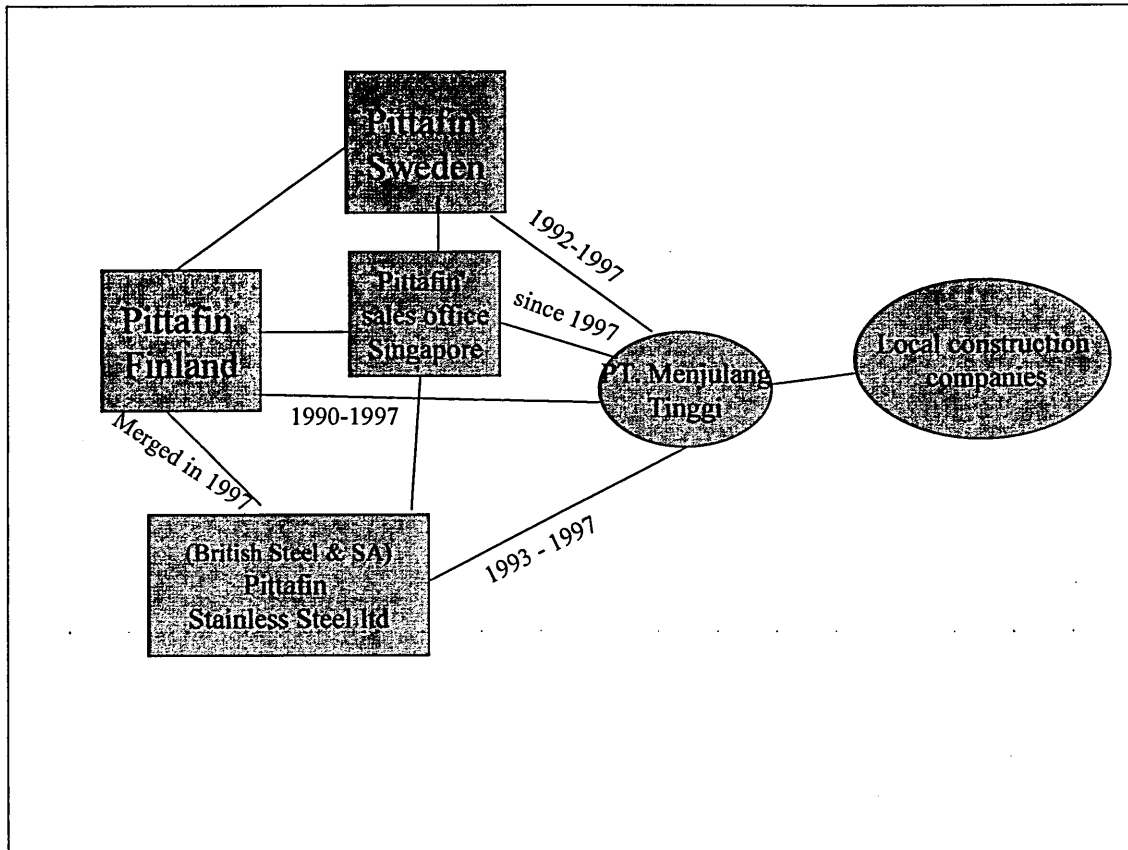 Pittafin
Sweden
1992-1997
Pittafin
sales office
Singapore
since 1997
Pittafin
Finland
PT. Menjulang
Tinggi
Local construction
companies
1990-1997
Merged in 1997
(British Steel & SA)
Pittafin
Stainless Steel ltd
1993 - 1997